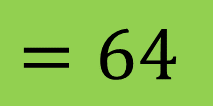 = 64